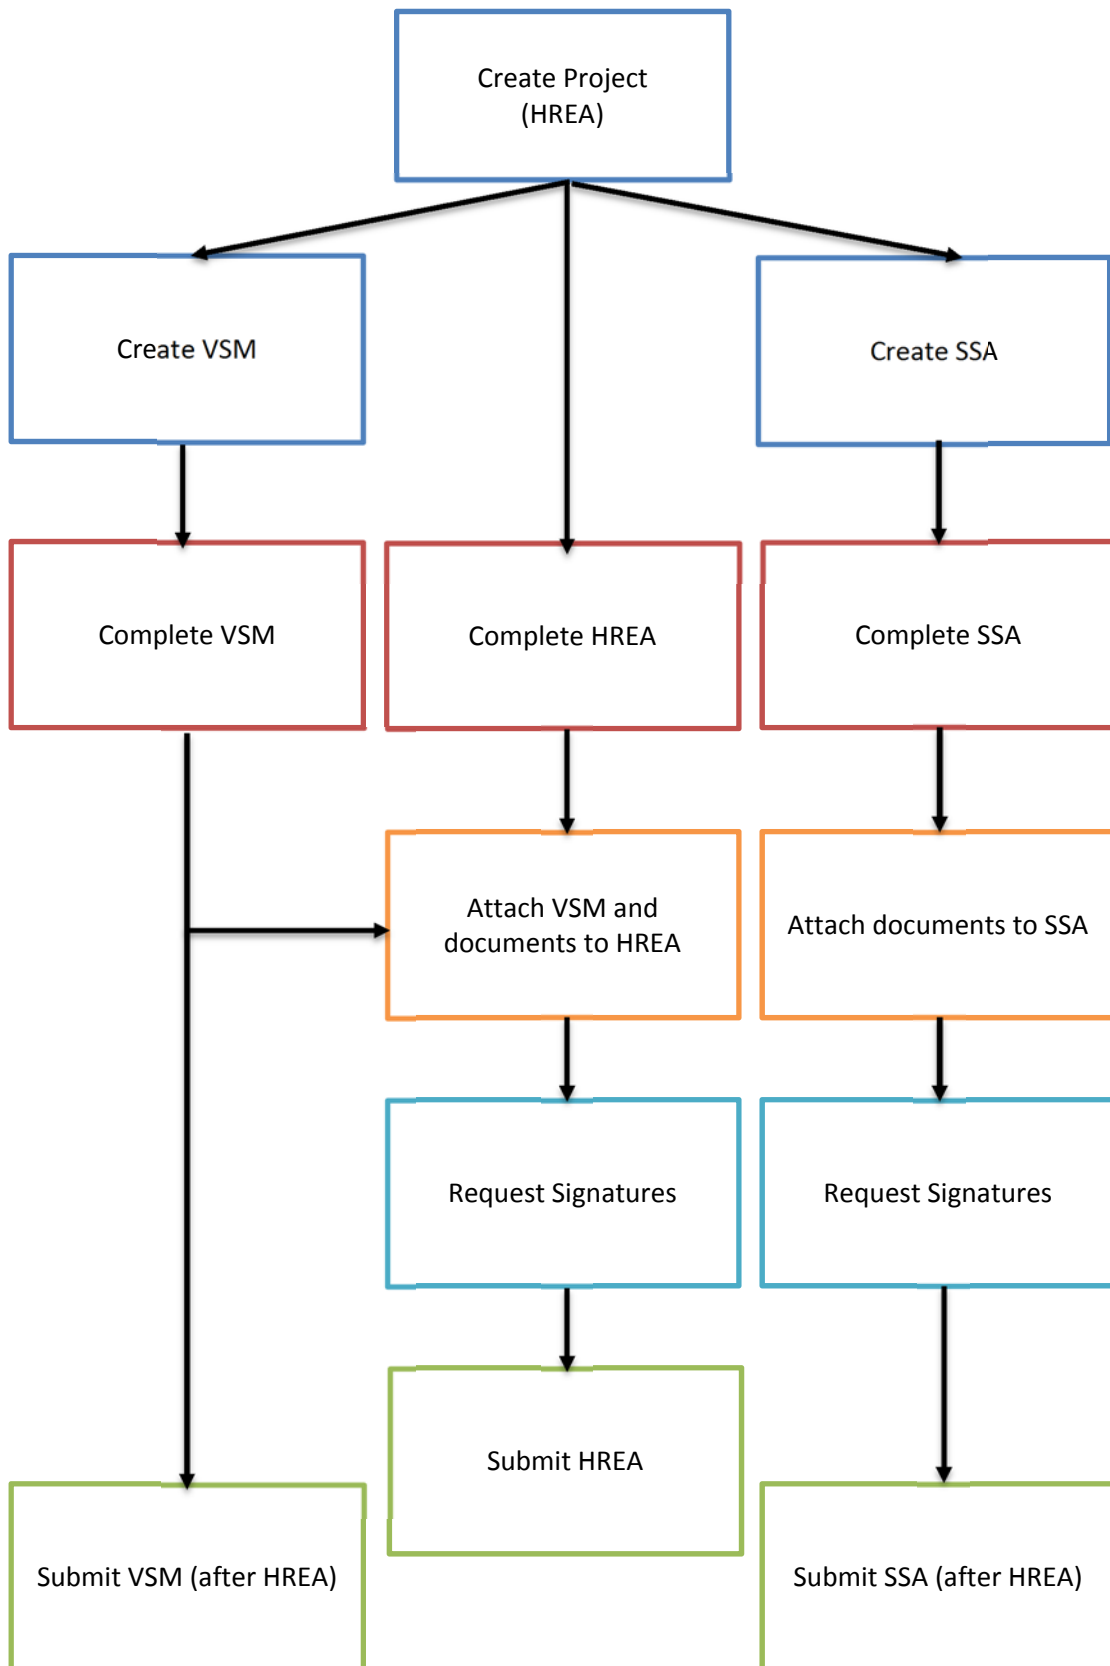 Create Project
(HREA)
Create VSM
Create SSA
Complete VSM
Complete HREA
Complete SSA
Attach VSM and
documents to HREA
Attach documents to SSA
Request Signatures
Request Signatures
Submit HREA
Submit VSM (after HREA)
Submit SSA (after HREA)